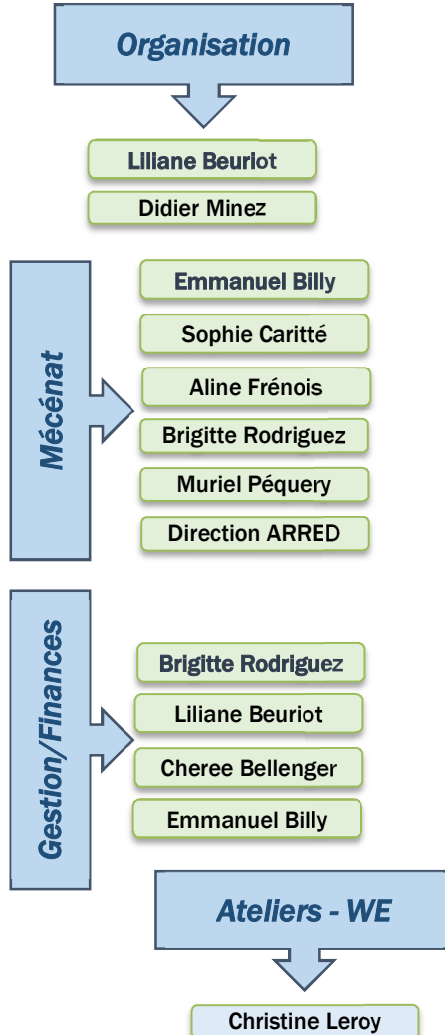 Organisation
Liliane Beuriot
Didier Minez
Mécénat
Emmanuel Billy
Sophie Caritté
Aline Frénois
Brigitte Rodriguez
Muriel Péquery
Direction ARRED
Gestion/Finances
Brigitte Rodriguez
Liliane Beuriot
Cheree Bellenger
Emmanuel Billy
Ateliers - WE
Christine Leroy